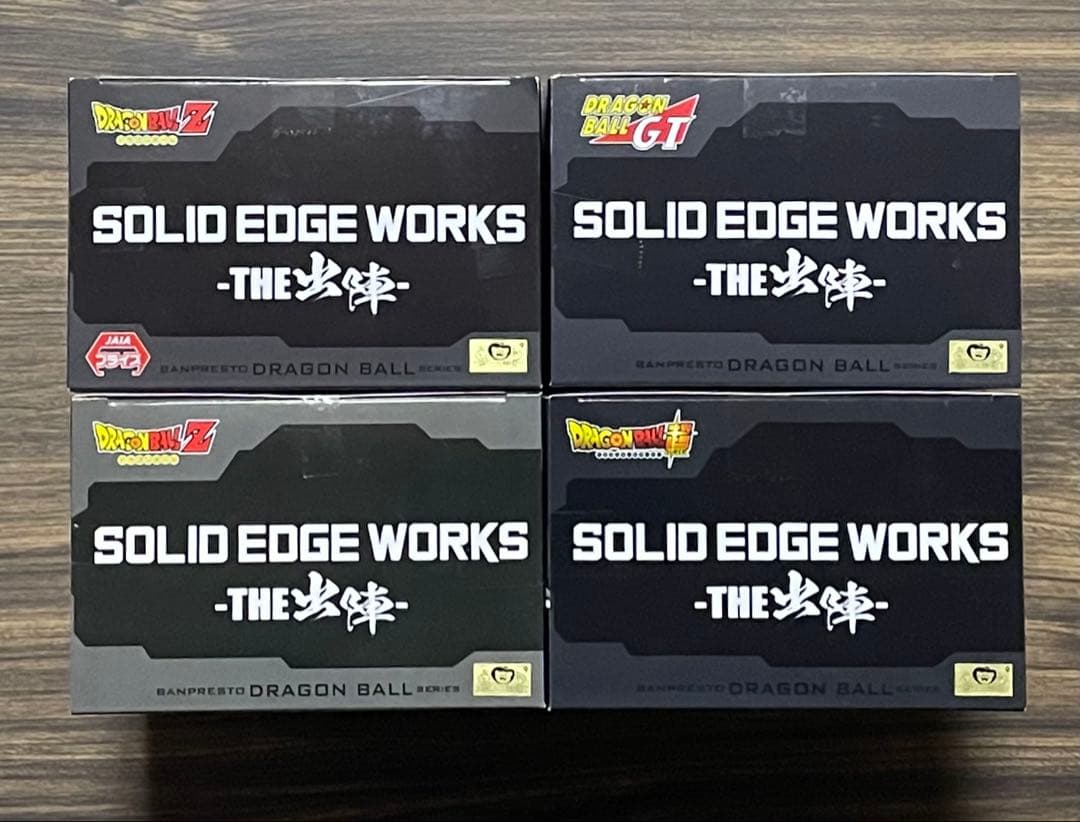 DRAGON BALL Z
SOLID EDGE WORKS
-THE出陣-
JAIA
プライズ
BANPRESTO DRAGON BALL SERIES
DRAGON BALL GT
SOLID EDGE WORKS
-THE出陣-
BANPRESTO DRAGON BALL SERIES
DRAGON BALL Z
SOLID EDGE WORKS
-THE出陣-
BANPRESTO DRAGON BALL SERIES
DRAGON BALL超
SOLID EDGE WORKS
-THE出陣-
BANPRESTO DRAGON BALL SERIES